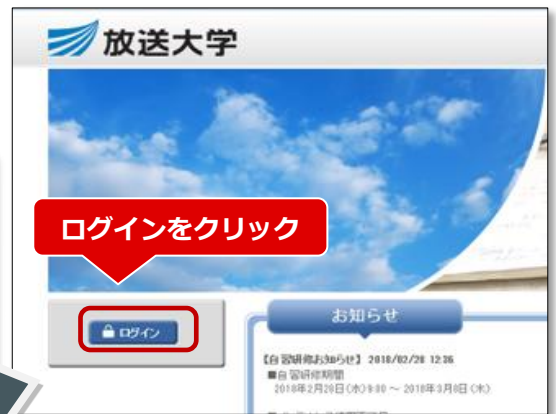 放送大学
ログインをクリック
ログイン
お知らせ
【自習研修お知らせ】 2018/02/28 12:36
■自習研修期間
2018年2月28日(水)9:00 ～ 2018年3月8日(木)